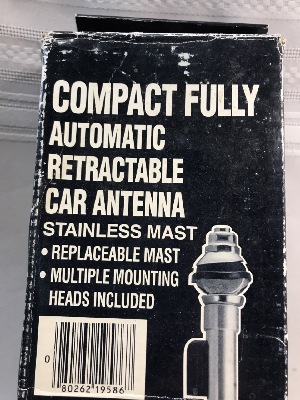 COMPACT FULLY
AUTOMATIC
RETRACTABLE
CAR ANTENNA
STAINLESS MAST
• REPLACEABLE MAST
• MULTIPLE MOUNTING
HEADS INCLUDED
0 80262 19586